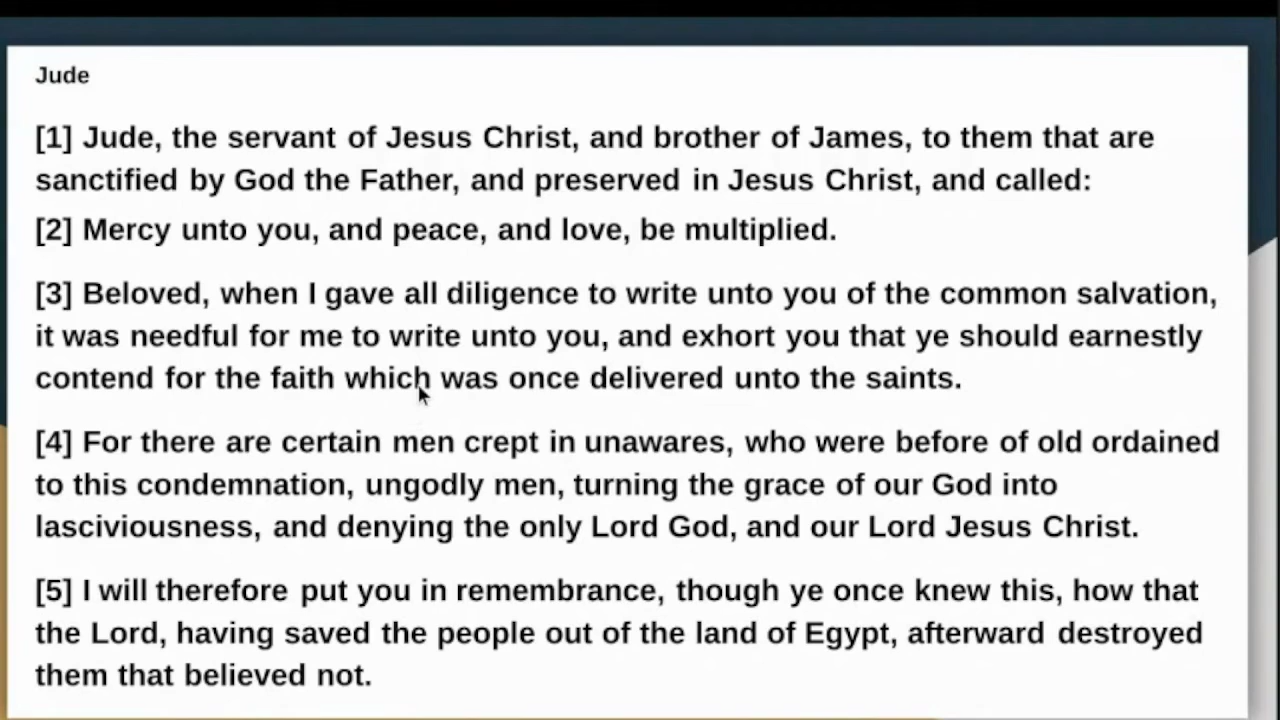 Jude
[1] Jude, the servant of Jesus Christ, and brother of James, to them that are
sanctified by God the Father, and preserved in Jesus Christ, and called:
[2] Mercy unto you, and peace, and love, be multiplied.
[3] Beloved, when I gave all diligence to write unto you of the common salvation,
it was needful for me to write unto you, and exhort you that ye should earnestly
contend for the faith which was once delivered unto the saints.
[4] For there are certain men crept in unawares, who were before of old ordained
to this condemnation, ungodly men, turning the grace of our God into
lasciviousness, and denying the only Lord God, and our Lord Jesus Christ.
[5] I will therefore put you in remembrance, though ye once knew this, how that
the Lord, having saved the people out of the land of Egypt, afterward destroyed
them that believed not.